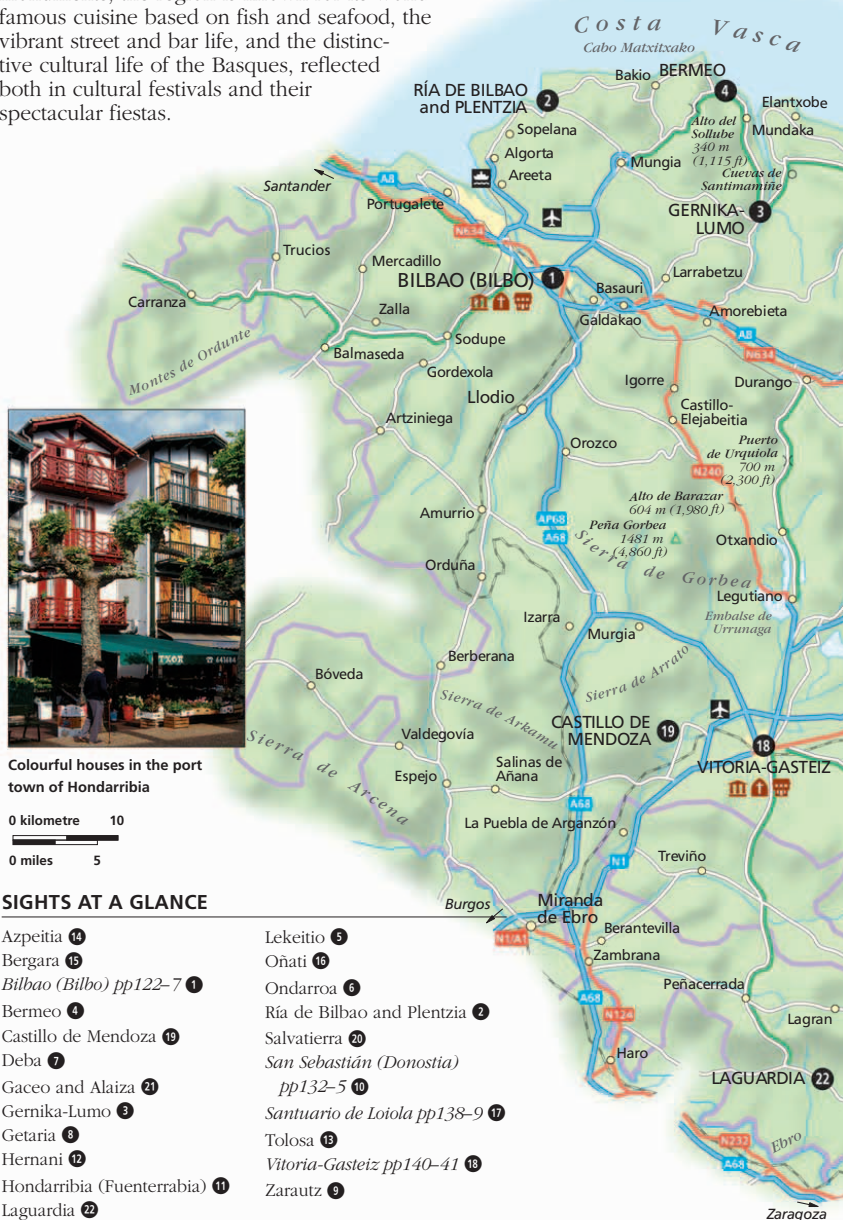 famous cuisine based on fish and seafood, the
vibrant street and bar life, and the distinc-
tive cultural life of the Basques, reflected
both in cultural festivals and their
spectacular fiestas.
Costa Vasca
Cabo Matxitxako
Bakio
BERMEO
4
RÍA DE BILBAO
and PLENTZIA
2
Elantxobe
Sopelana
Alto del
Sollube
340 m
(1,115 ft)
Mundaka
Algorta
Mungia
Areeta
Cuevas de
Santimamiñe
Santander
A8
Portugalete
GERNIKA-
LUMO
3
N634
Trucios
Mercadillo
Larrabetzu
BILBAO (BILBO)
1
Basauri
Carranza
Zalla
Galdakao
Amorebieta
A8
N634
Sodupe
Balmaseda
Montes de Ordunte
Gordexola
Igorre
Durango
Llodio
Castillo-
Elejabeitia
Artziniega
Orozco
Puerto
de Urquiola
700 m
(2,300 ft)
N240
Alto de Barazar
604 m (1,980 ft)
Amurrio
AP68
A68
Peña Gorbea
1481 m
(4,860 ft)
Otxandio
Sierra de Gorbea
Orduña
Legutiano
Embalse de
Urrunaga
Izarra
Murgia
Berberana
Bóveda
Sierra de Arrato
Sierra de Arkamu
CASTILLO DE
MENDOZA
19
Valdegovía
18
VITORIA-GASTEIZ
Sierra de Arcena
Espejo
Salinas de
Añana
A68
La Puebla de Arganzón
N1
Treviño
Burgos
Miranda
de Ebro
N1/A1
Berantevilla
Zambrana
Peñacerrada
A68
N124
Lagran
Haro
LAGUARDIA
22
N232
Ebro
A68
Zaragoza
TXOR
Colourful houses in the port
town of Hondarribia
0 kilometre 10
0 miles 5
SIGHTS AT A GLANCE
Azpeitia 14
Bergara 15
Bilbao (Bilbo) pp122–7 1
Bermeo 4
Castillo de Mendoza 19
Deba 7
Gaceo and Alaiza 21
Gernika-Lumo 3
Getaria 8
Hernani 12
Hondarribia (Fuenterrabia) 11
Laguardia 22
Lekeitio 5
Oñati 16
Ondarroa 6
Ría de Bilbao and Plentzia 2
Salvatierra 20
San Sebastián (Donostia)
pp132–5 10
Santuario de Loiola pp138–9 17
Tolosa 13
Vitoria-Gasteiz pp140–41 18
Zarautz 9